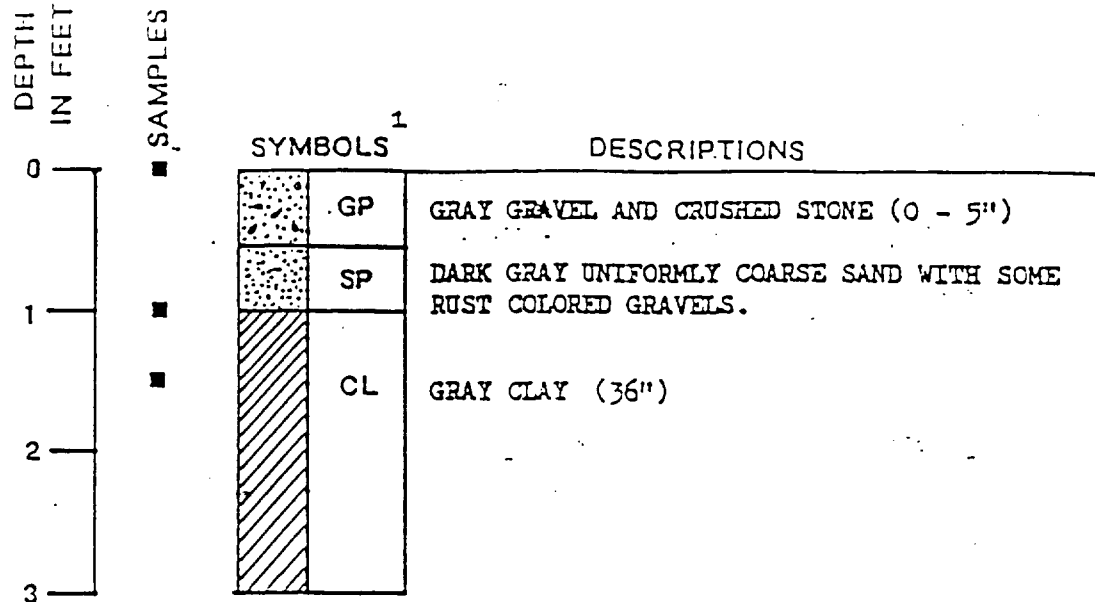 DEPTH
IN FEET
SAMPLES
SYMBOLS 1
DESCRIPTIONS
0
GP
GRAY GRAVEL AND CRUSHED STONE (0 - 5")
SP
DARK GRAY UNIFORMLY COARSE SAND WITH SOME
RUST COLORED GRAVELS.
1
CL
GRAY CLAY (36")
2
3